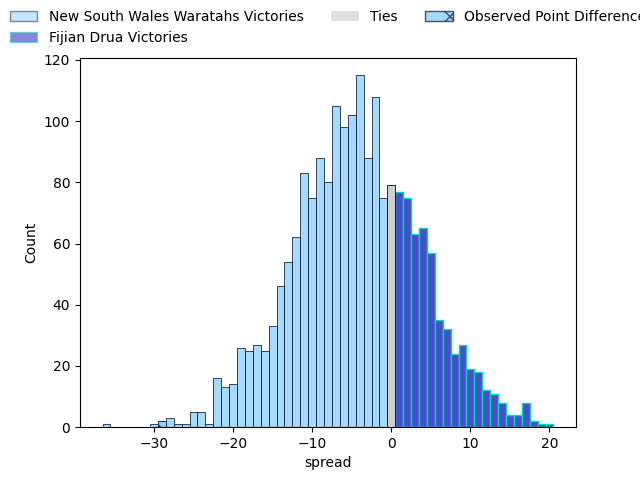 New South Wales Waratahs Victories
Ties
Observed Point Difference
Fijian Drua Victories
120
100
80
60
40
20
0
Count
−30
−20
−10
0
10
20
spread